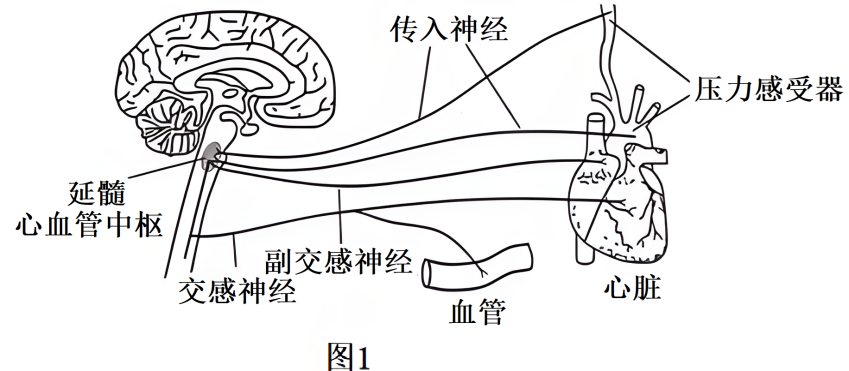 传入神经
压力感受器
延髓
心血管中枢
副交感神经
交感神经
血管
心脏
图1